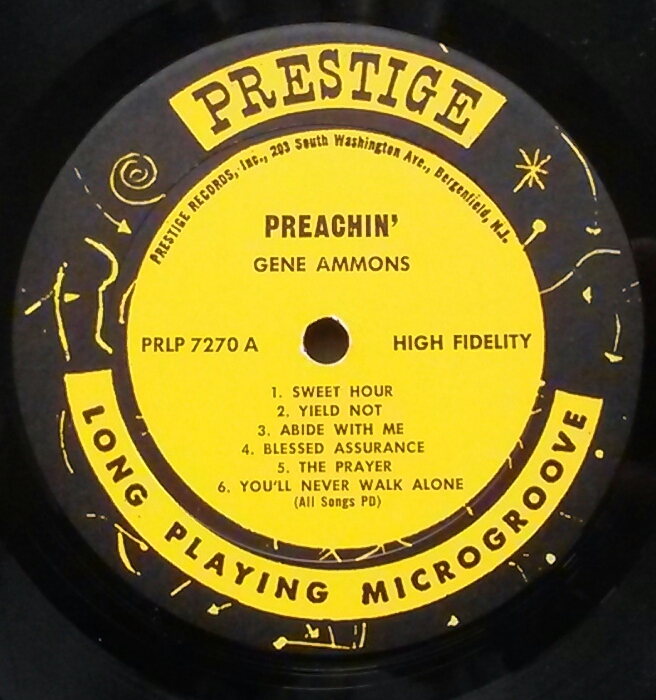 PRESTIGE
PRESTIGE RECORDS, Inc., 203 South Washington Ave., Bergenfield, N.J.
PREACHIN'
GENE AMMONS
PRLP 7270 A HIGH FIDELITY
1. SWEET HOUR
2. YIELD NOT
3. ABIDE WITH ME
4. BLESSED ASSURANCE
5. THE PRAYER
6. YOU'LL NEVER WALK ALONE
(All Songs PD)
LONG PLAYING MICROGROOVE